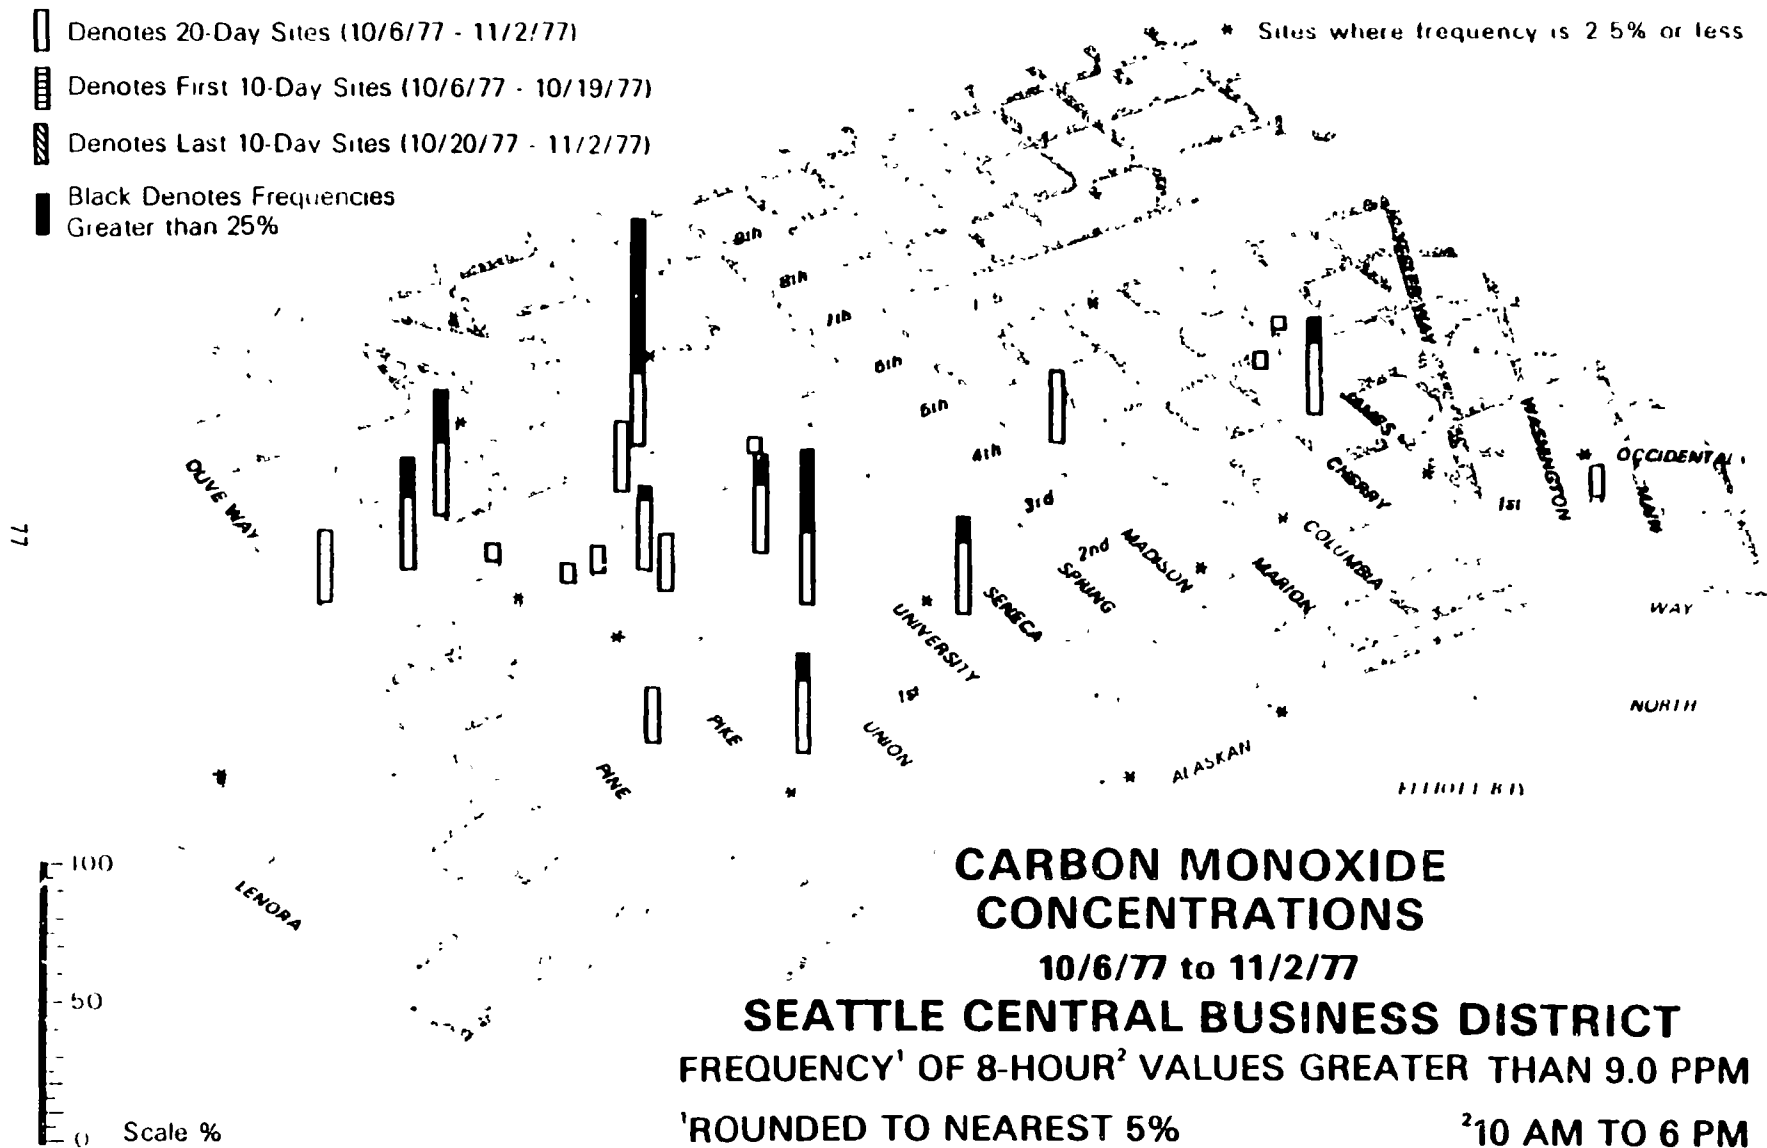 Denotes 20-Day Sites (10/6/77 - 11/2/77)
* Sites where frequency is 2 5% or less
Denotes First 10-Day Sites (10/6/77 - 10/19/77)
Denotes Last 10-Day Sites (10/20/77 - 11/2/77)
Black Denotes Frequencies
Greater than 25%
9th
8th
7th
6th
5th
4th
3rd
2nd
1st
1st
YESLER WAY
JAMES
CHERRY
WASHINGTON
OCCIDENTAL
MAIN
OLIVE WAY
COLUMBIA
MARION
MADISON
SPRING
SENECA
UNIVERSITY
UNION
PIKE
PINE
LENORA
ALASKAN
WAY
NORTH
ELLIOTT BAY
77
100
50
0 Scale %
CARBON MONOXIDE
CONCENTRATIONS
10/6/77 to 11/2/77
SEATTLE CENTRAL BUSINESS DISTRICT
FREQUENCY¹ OF 8-HOUR² VALUES GREATER THAN 9.0 PPM
¹ROUNDED TO NEAREST 5%
²10 AM TO 6 PM